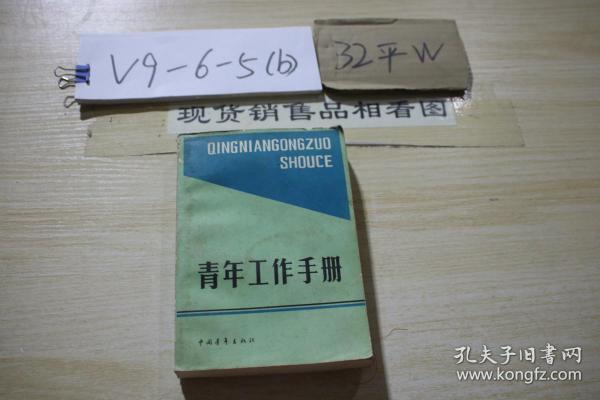 V9-6-5(b)
32平W
现货销售品相看图
QINGNIANGONGZUO
SHOUCE
青年工作手册
中国青年出版社
孔夫子旧书网
www.kongfz.com